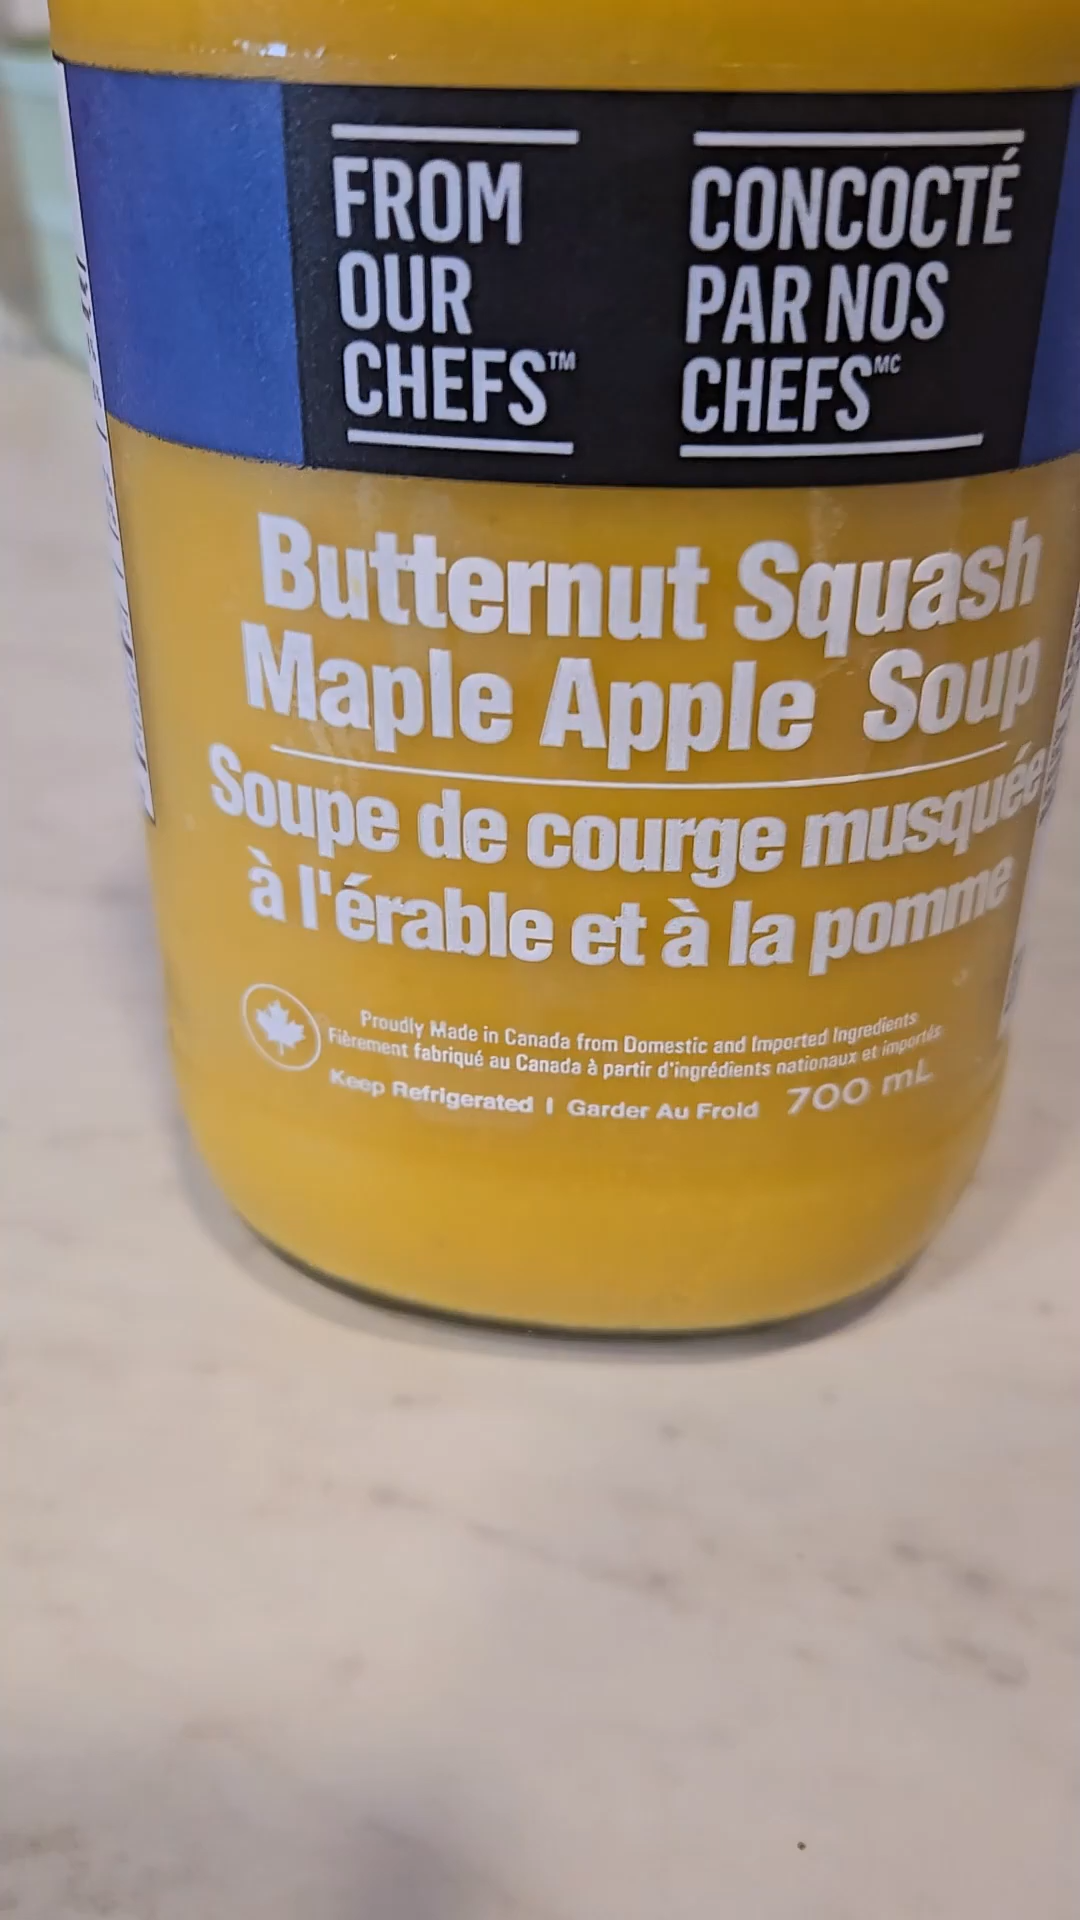 FROM
OUR
CHEFS™
CONCOCTÉ
PAR NOS
CHEFS MC
Butternut Squash
Maple Apple Soup
Soupe de courge musquée
à l'érable et à la pomme
Proudly Made in Canada from Domestic and Imported Ingredients
Fièrement fabriqué au Canada à partir d'ingrédients nationaux et importés
Keep Refrigerated | Garder Au Froid 700 mL